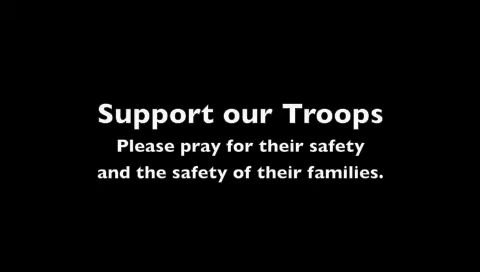 Support our Troops
Please pray for their safety
and the safety of their families.